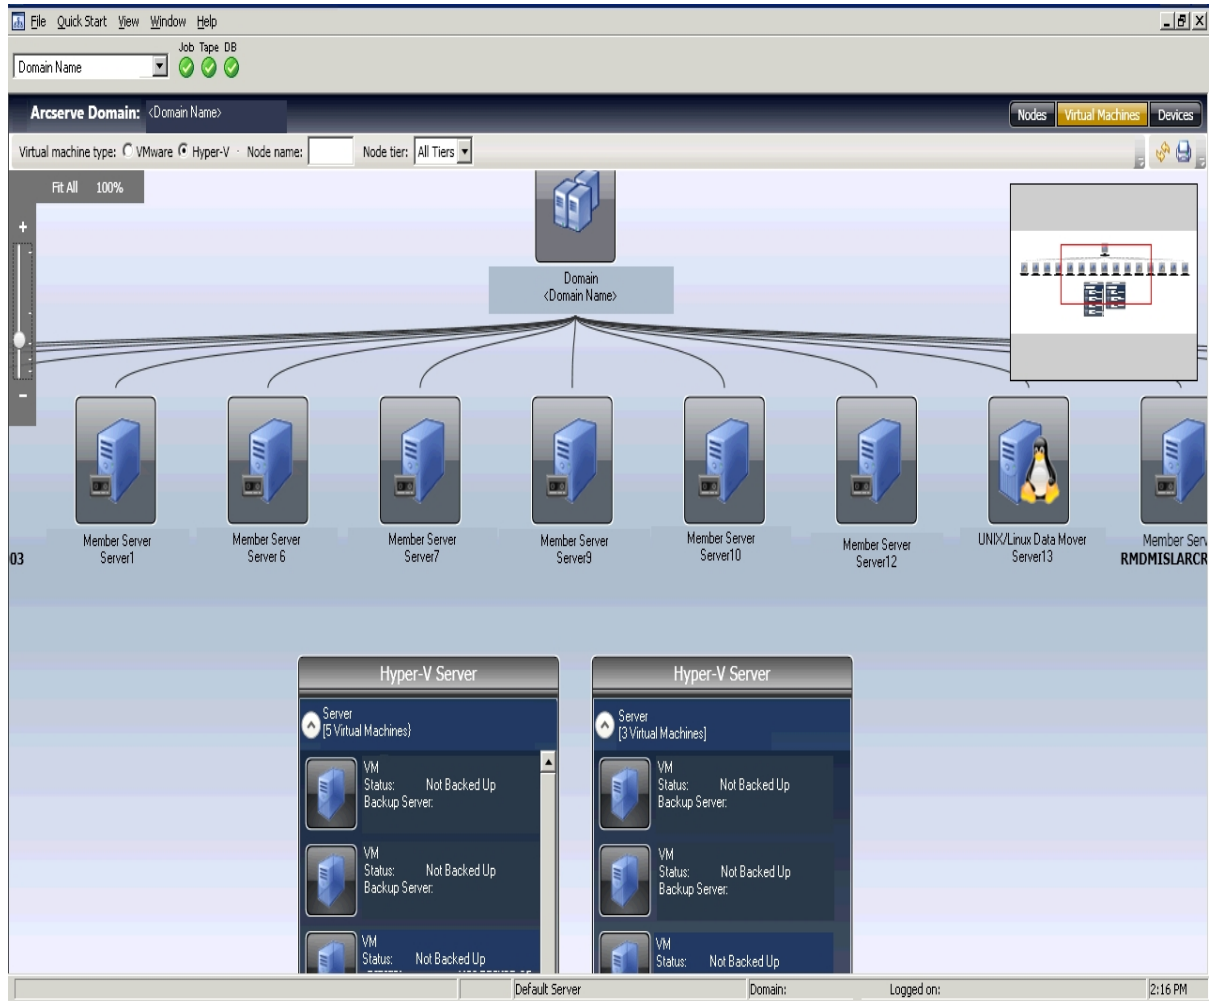 File Quick Start View Window Help
Job Tape DB
Domain Name
Arcserve Domain: <Domain Name>
Nodes Virtual Machines Devices
Virtual machine type: VMware Hyper-V Node name: Node tier: All Tiers
Fit All 100%
+
-
Domain
<Domain Name>
03
Member Server
Server1
Member Server
Server 6
Member Server
Server7
Member Server
Server9
Member Server
Server10
Member Server
Server12
UNIX/Linux Data Mover
Server13
Member Serv
RMDMISLARCR
Hyper-V Server
Server
[5 Virtual Machines}
VM
Status: Not Backed Up
Backup Server:
VM
Status: Not Backed Up
Backup Server:
VM
Status: Not Backed Up
Hyper-V Server
Server
[3 Virtual Machines]
VM
Status: Not Backed Up
Backup Server:
VM
Status: Not Backed Up
Backup Server:
VM
Status: Not Backed Up
Default Server Domain: Logged on: 2:16 PM